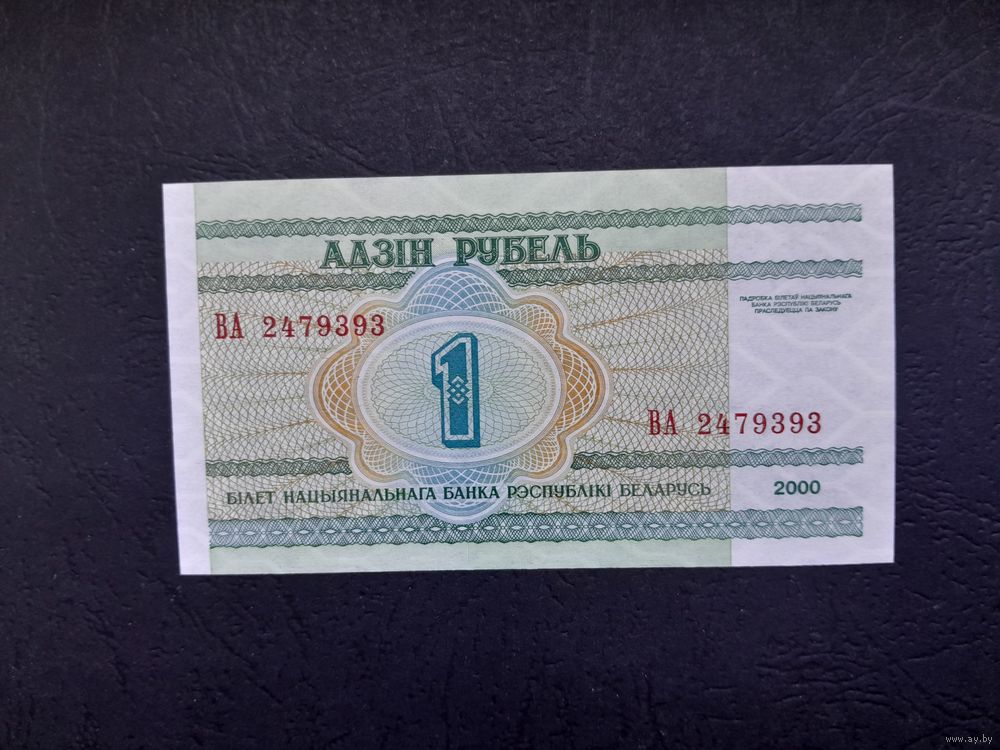 АДЗІН РУБЕЛЬ
ВА 2479393
ПАДРОБКА БІЛЕТАЎ НАЦЫЯНАЛЬНАГА
БАНКА РЭСПУБЛІКІ БЕЛАРУСЬ
ПРАСЛЕДУЕЦЦА ПА ЗАКОНУ
1
ВА 2479393
БІЛЕТ НАЦЫЯНАЛЬНАГА БАНКА РЭСПУБЛІКІ БЕЛАРУСЬ
2000
www.ay.by